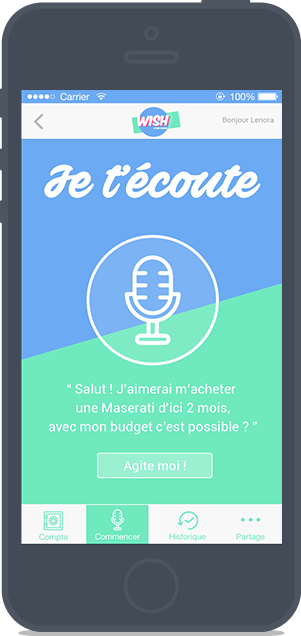 Carrier 100%
WISH
Bonjour Lenora
Je t'écoute
“ Salut ! J'aimerai m'acheter
une Maserati d'ici 2 mois,
avec mon budget c'est possible ? ”
Agite moi !
Compte Commencer Historique Partage